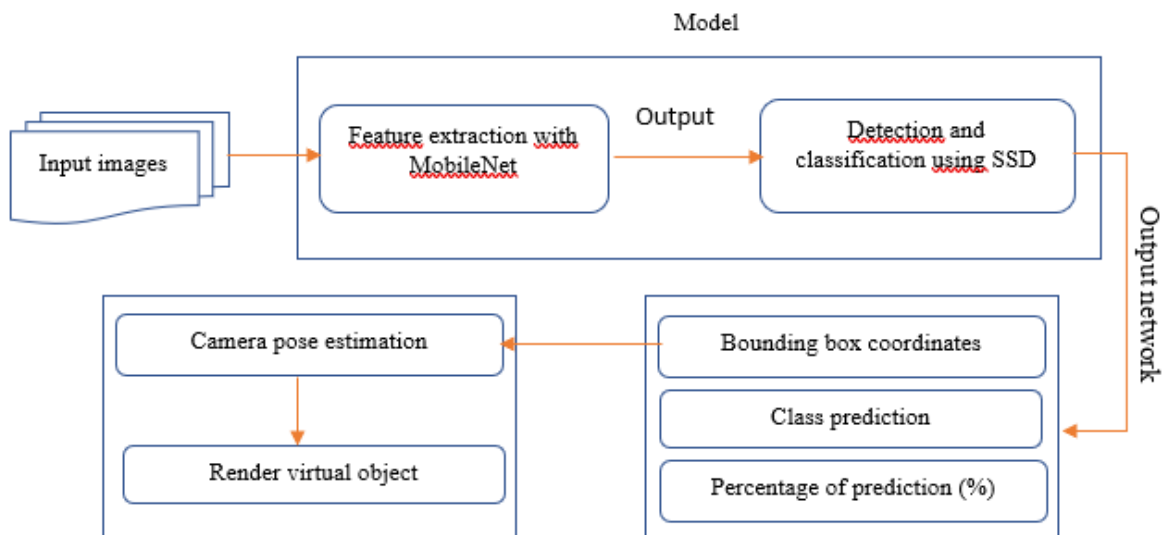 Model
Input images
Feature extraction with
MobileNet
Output
Detection and
classification using SSD
Output network
Bounding box coordinates
Class prediction
Percentage of prediction (%)
Camera pose estimation
Render virtual object